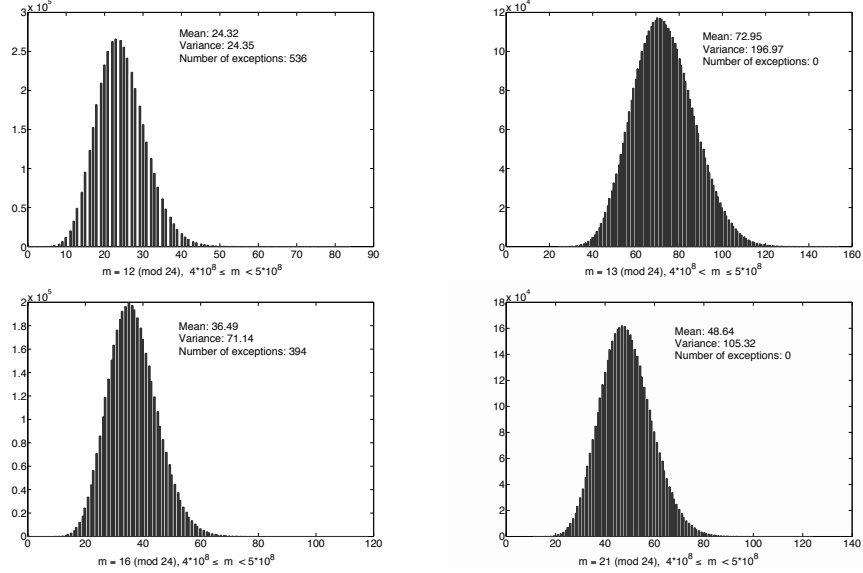 3 x 10^5
2.5
2
1.5
1
0.5
0
Mean: 24.32
Variance: 24.35
Number of exceptions: 536
0 10 20 30 40 50 60 70 80 90
m = 12 (mod 24), 4*10^8 ≤ m < 5*10^8
12 x 10^4
10
8
6
4
2
0
Mean: 72.95
Variance: 196.97
Number of exceptions: 0
0 20 40 60 80 100 120 140 160
m = 13 (mod 24), 4*10^8 < m ≤ 5*10^8
2 x 10^5
1.8
1.6
1.4
1.2
1
0.8
0.6
0.4
0.2
0
Mean: 36.49
Variance: 71.14
Number of exceptions: 394
0 20 40 60 80 100 120
m = 16 (mod 24), 4*10^8 ≤ m < 5*10^8
18 x 10^4
16
14
12
10
8
6
4
2
0
Mean: 48.64
Variance: 105.32
Number of exceptions: 0
0 20 40 60 80 100 120 140
m = 21 (mod 24), 4*10^8 ≤ m < 5*10^8